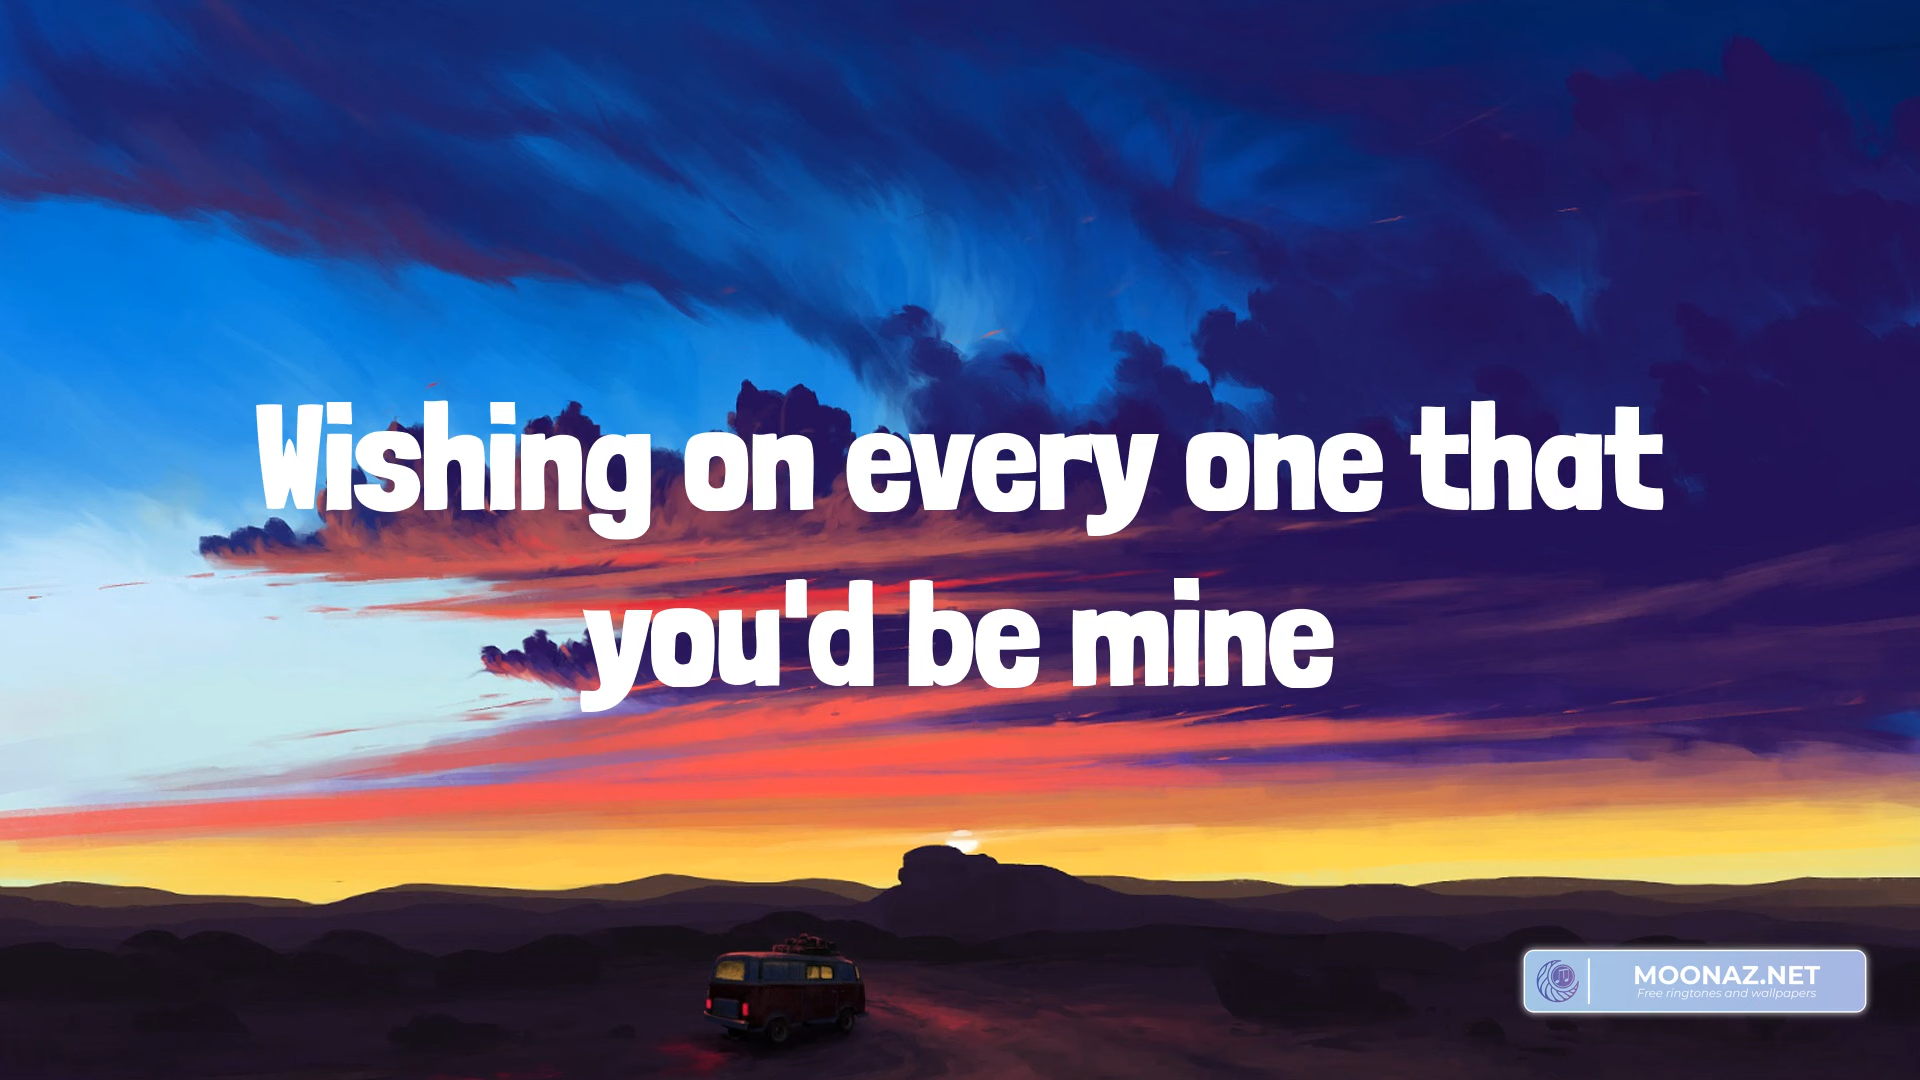 Wishing on every one that
you'd be mine
MOONAZ.NET
Free ringtones and wallpapers